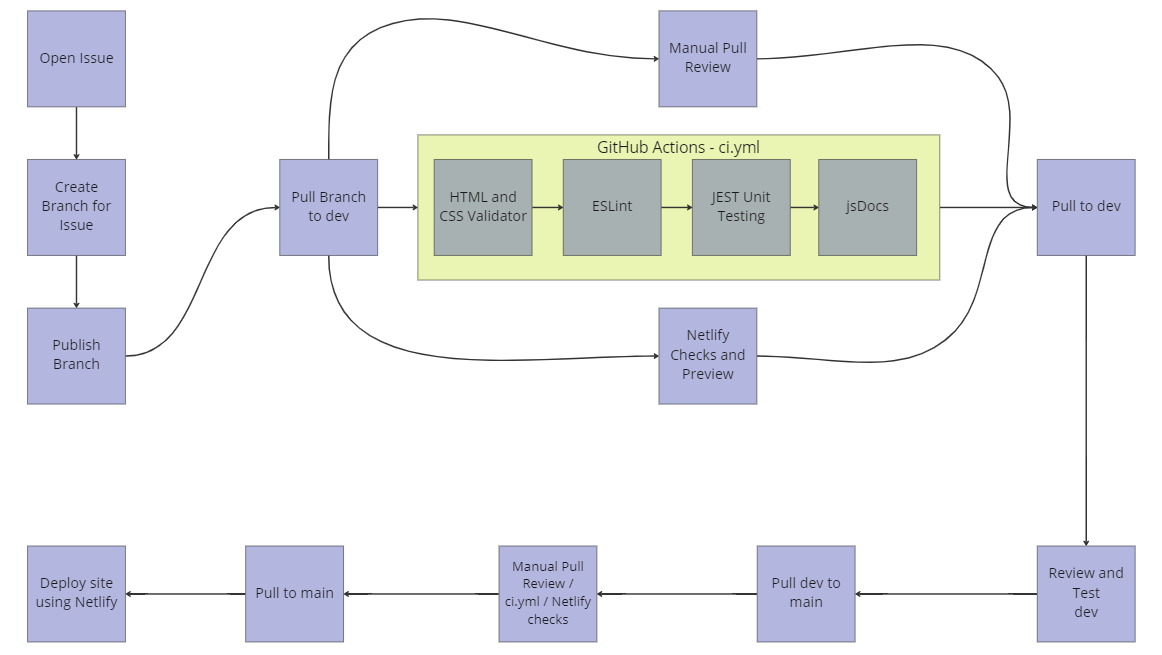 Open Issue
Create
Branch for
Issue
Publish
Branch
Pull Branch
to dev
Manual Pull
Review
GitHub Actions - ci.yml
HTML and
CSS Validator
ESLint
JEST Unit
Testing
jsDocs
Netlify
Checks and
Preview
Pull to dev
Review and
Test
dev
Pull dev to
main
Manual Pull
Review /
ci.yml / Netlify
checks
Pull to main
Deploy site
using Netlify